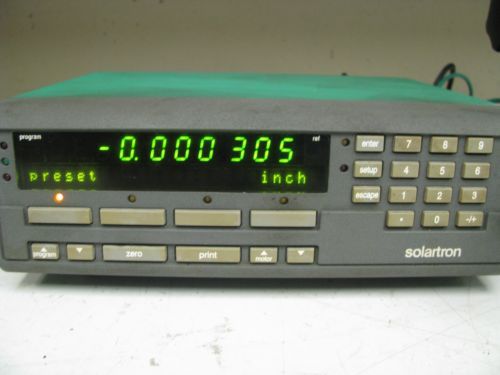 program
-0.000305
ref
preset inch
enter 7 8 9
setup 4 5 6
escape 1 2 3
. 0 -/+
program zero print motor
solartron